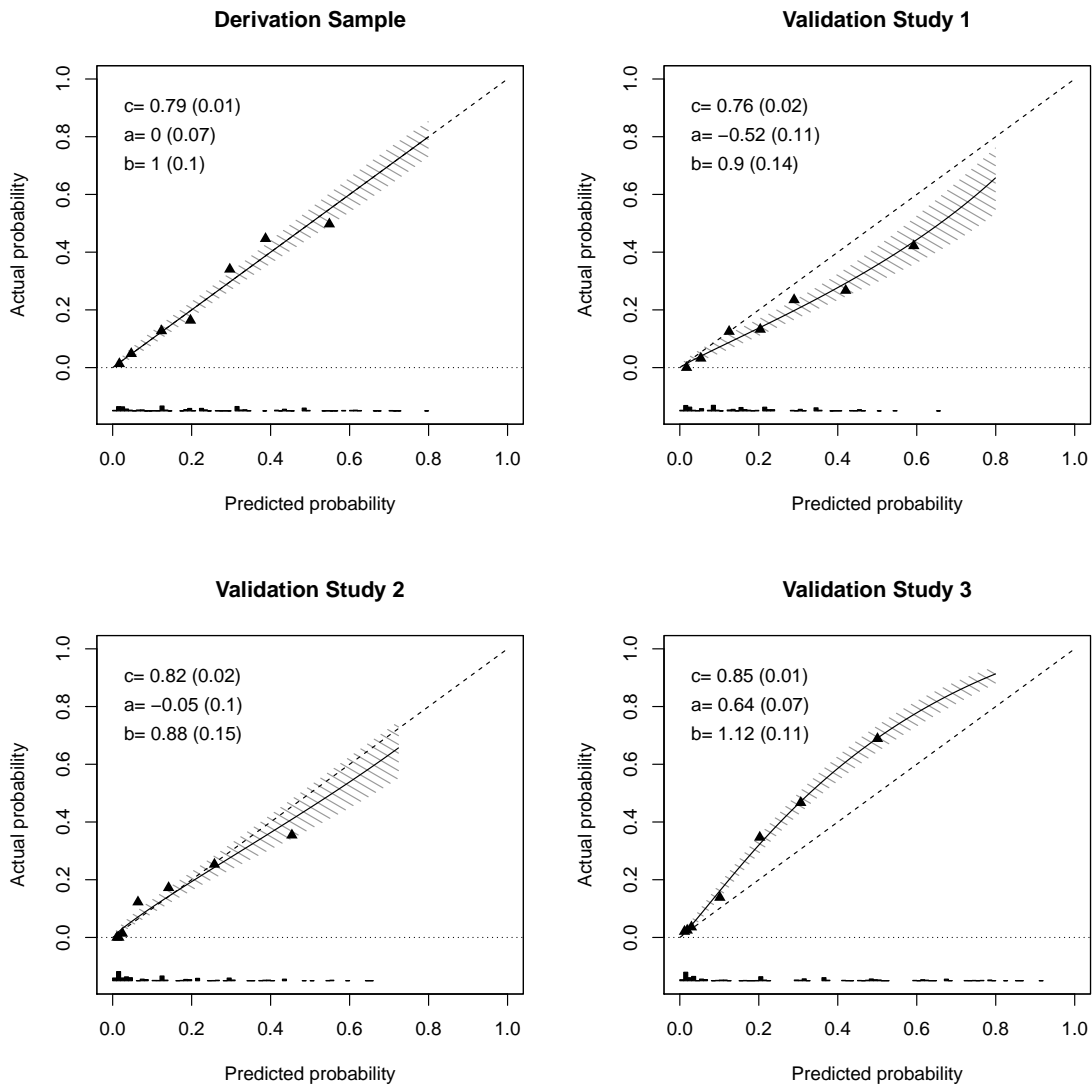 Derivation Sample
c= 0.79 (0.01)
a= 0 (0.07)
b= 1 (0.1)
Actual probability
0.0 0.2 0.4 0.6 0.8 1.0
0.0 0.2 0.4 0.6 0.8 1.0
Predicted probability
Validation Study 1
c= 0.76 (0.02)
a= −0.52 (0.11)
b= 0.9 (0.14)
Actual probability
0.0 0.2 0.4 0.6 0.8 1.0
0.0 0.2 0.4 0.6 0.8 1.0
Predicted probability
Validation Study 2
c= 0.82 (0.02)
a= −0.05 (0.1)
b= 0.88 (0.15)
Actual probability
0.0 0.2 0.4 0.6 0.8 1.0
0.0 0.2 0.4 0.6 0.8 1.0
Predicted probability
Validation Study 3
c= 0.85 (0.01)
a= 0.64 (0.07)
b= 1.12 (0.11)
Actual probability
0.0 0.2 0.4 0.6 0.8 1.0
0.0 0.2 0.4 0.6 0.8 1.0
Predicted probability